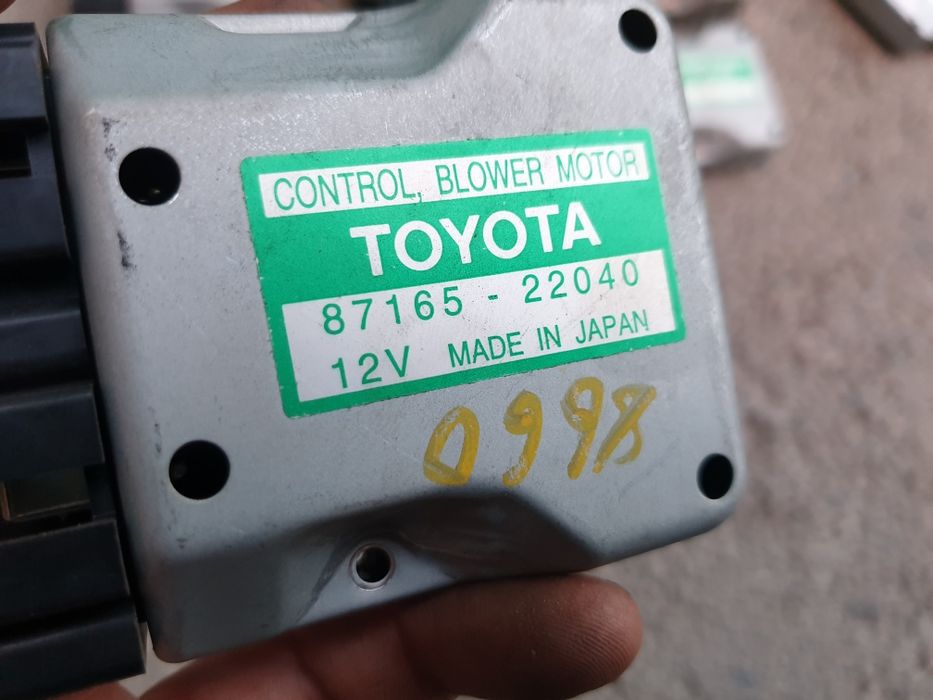 CONTROL, BLOWER MOTOR
TOYOTA
87165 - 22040
12V MADE IN JAPAN
0998